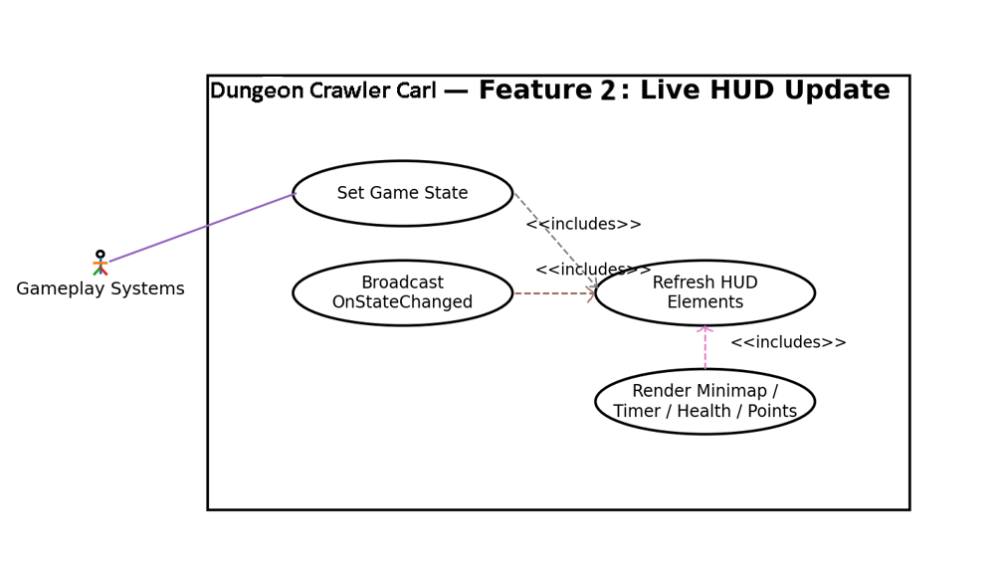 Dungeon Crawler Carl — Feature 2: Live HUD Update
Set Game State
<<includes>>
<<includes>>
Broadcast
OnStateChanged
Refresh HUD
Elements
Gameplay Systems
<<includes>>
Render Minimap /
Timer / Health / Points